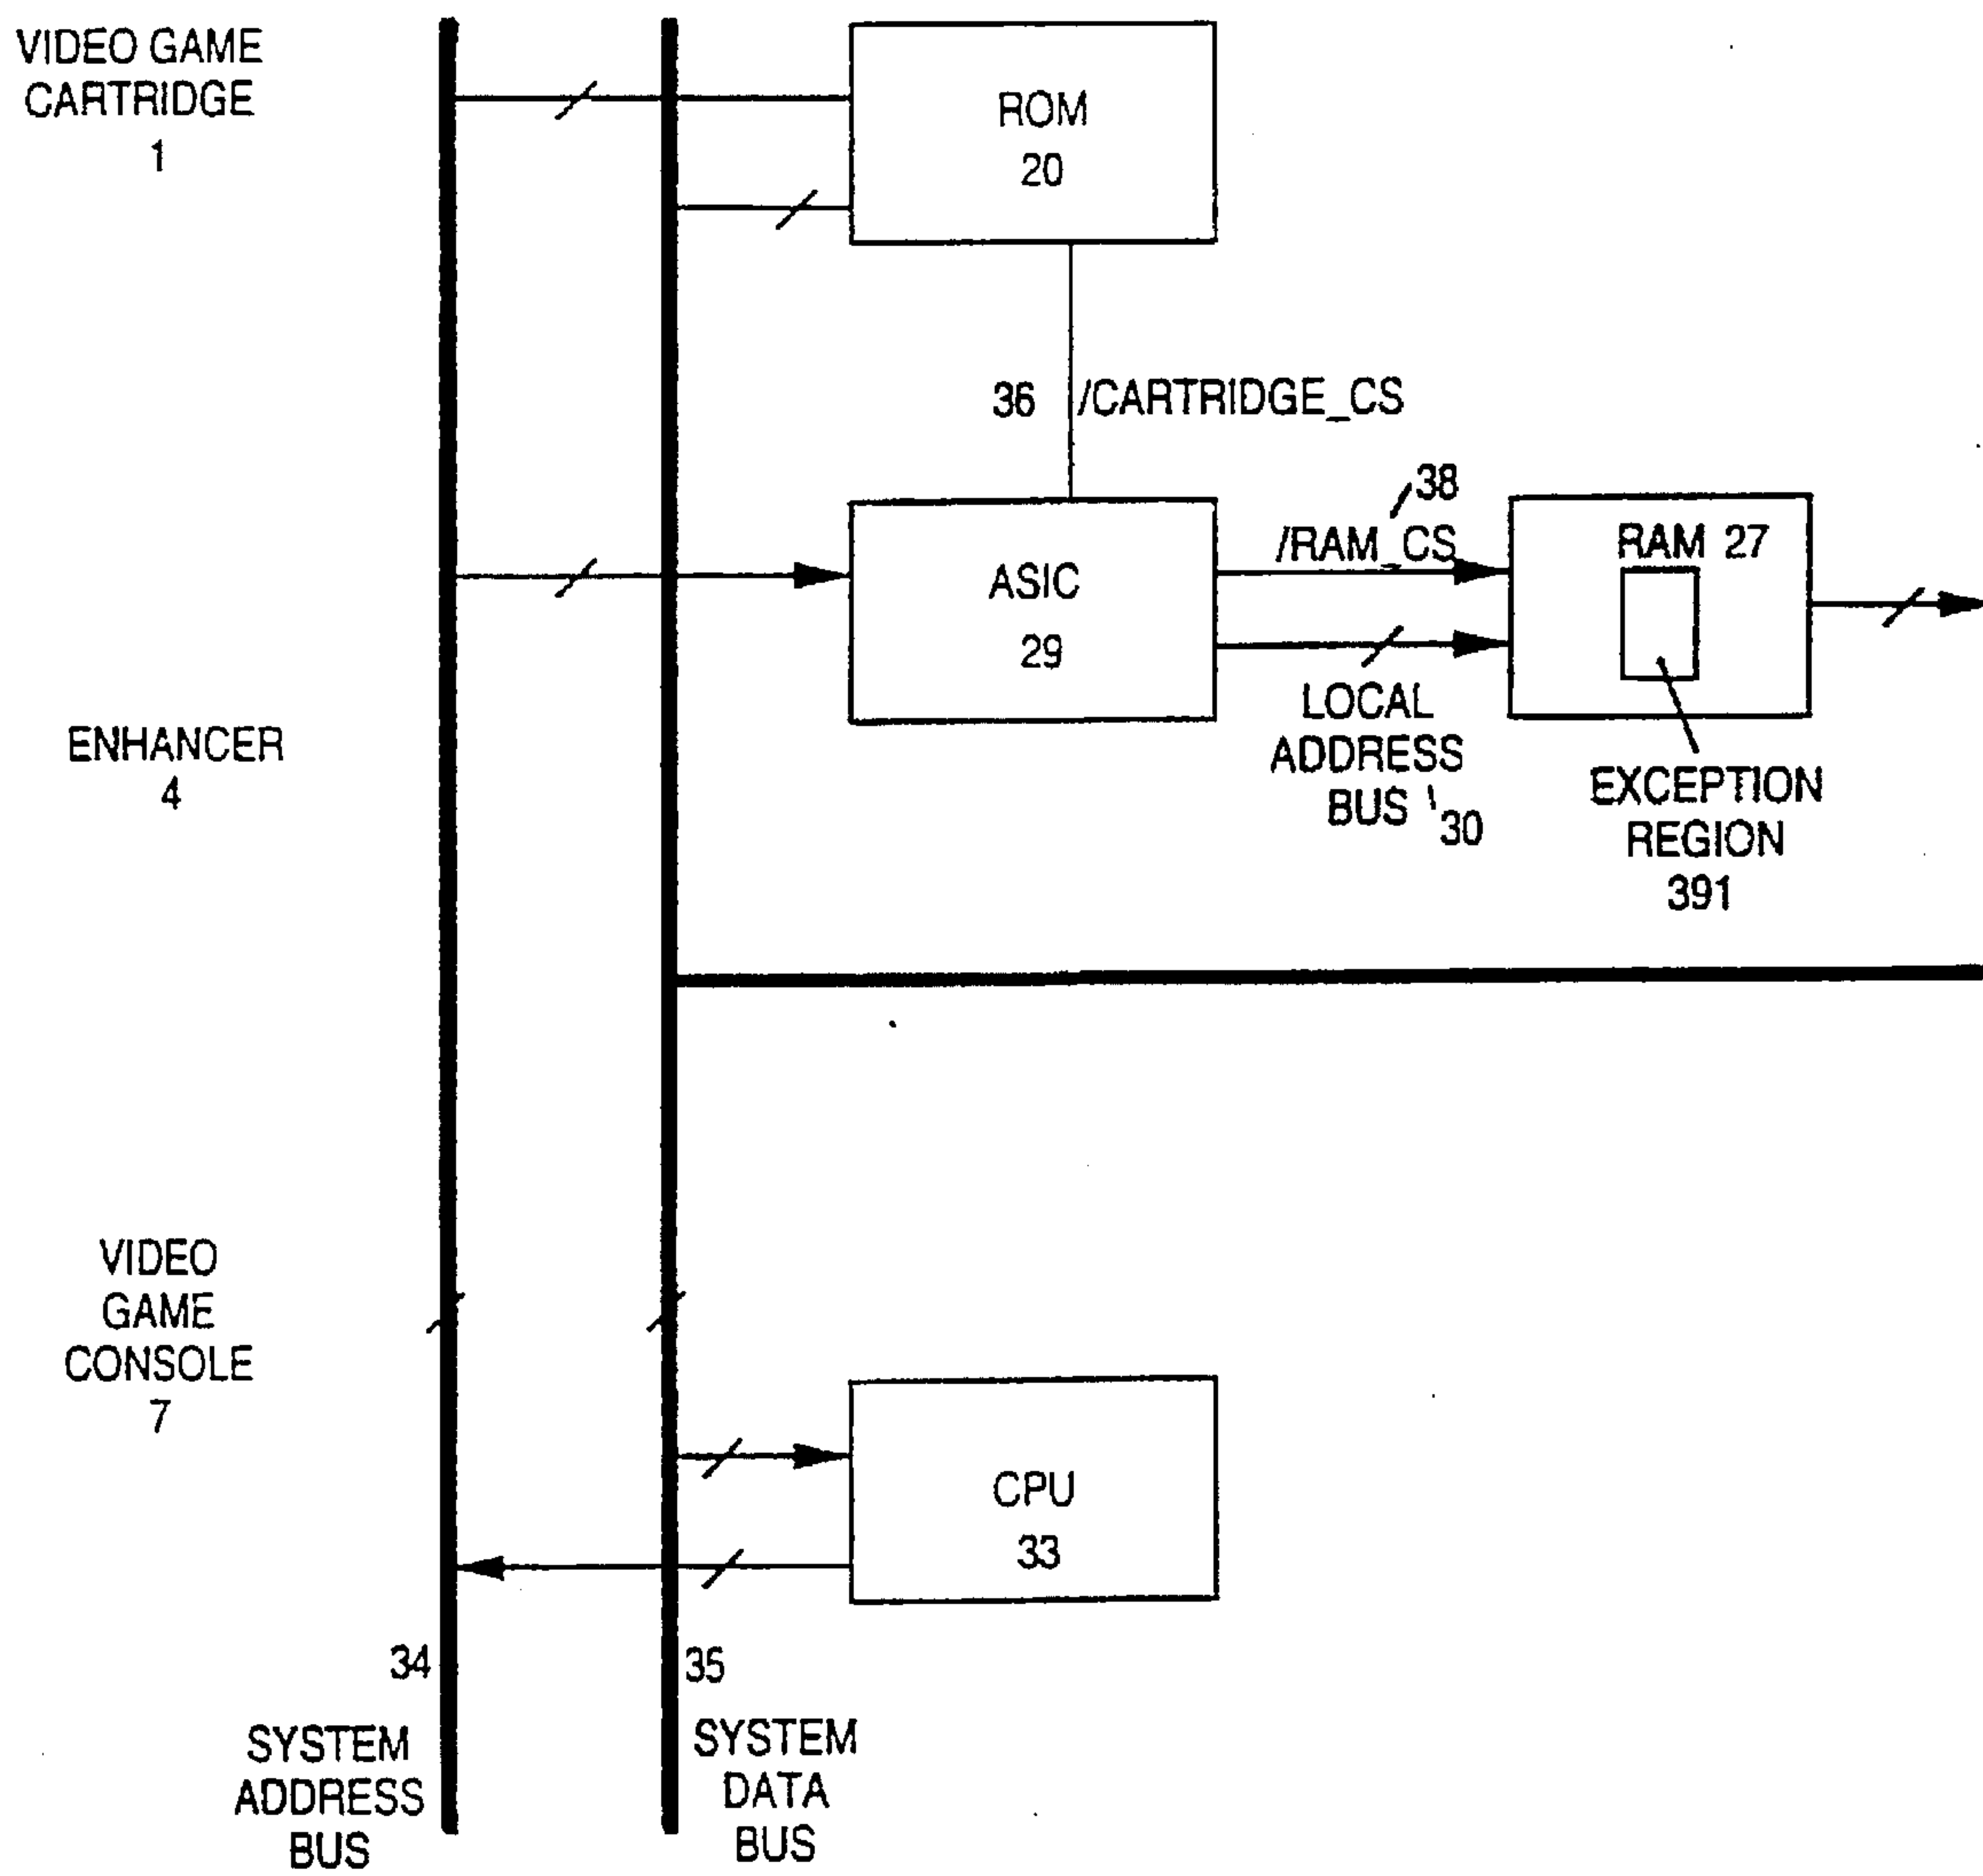 VIDEO GAME
CARTRIDGE
1
ROM
20
36
/CARTRIDGE_CS
38
/RAM_CS
RAM 27
ASIC
29
LOCAL
ADDRESS
BUS
30
EXCEPTION
REGION
391
ENHANCER
4
VIDEO
GAME
CONSOLE
7
CPU
33
34
35
SYSTEM
ADDRESS
BUS
SYSTEM
DATA
BUS